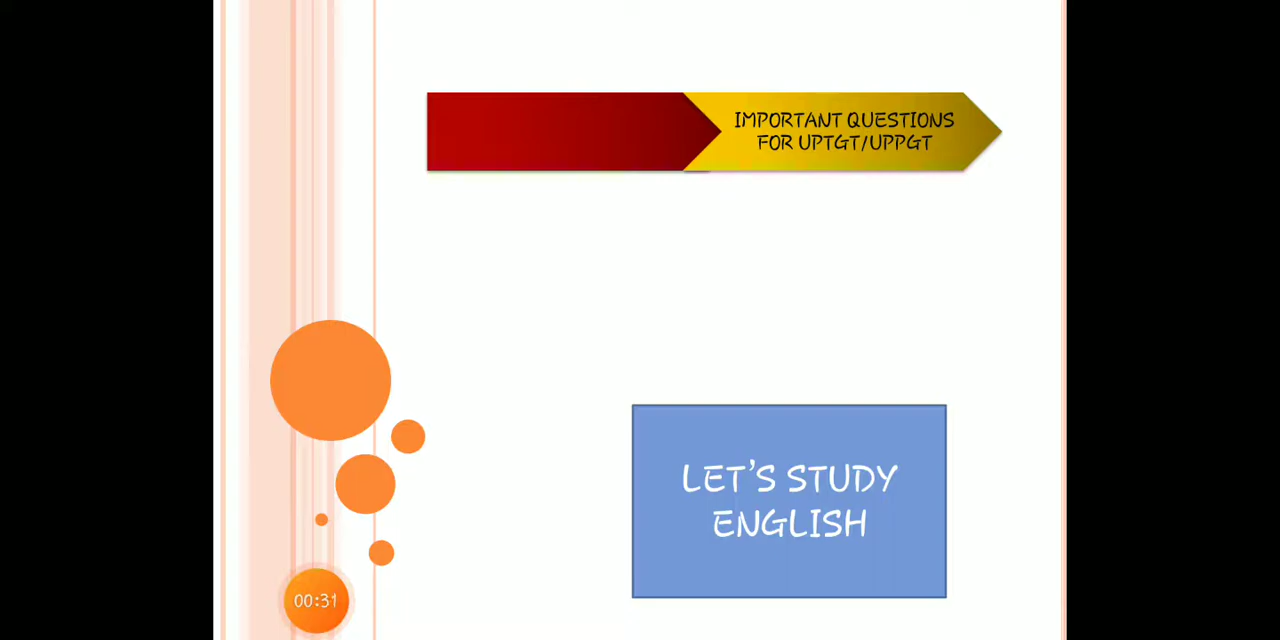 IMPORTANT QUESTIONS
FOR UPTGT/UPPGT
LET'S STUDY
ENGLISH
00:31